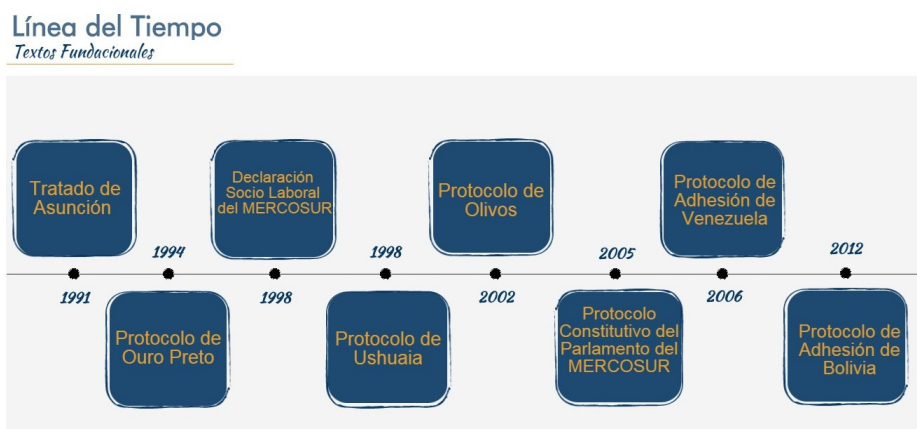 Línea del Tiempo
Textos Fundacionales
Tratado de
Asunción
1991
1994
Protocolo de
Ouro Preto
Declaración
Socio Laboral
del MERCOSUR
1998
1998
Protocolo de
Ushuaia
Protocolo de
Olivos
2002
2005
Protocolo
Constitutivo del
Parlamento del
MERCOSUR
Protocolo de
Adhesión de
Venezuela
2006
2012
Protocolo de
Adhesión de
Bolivia